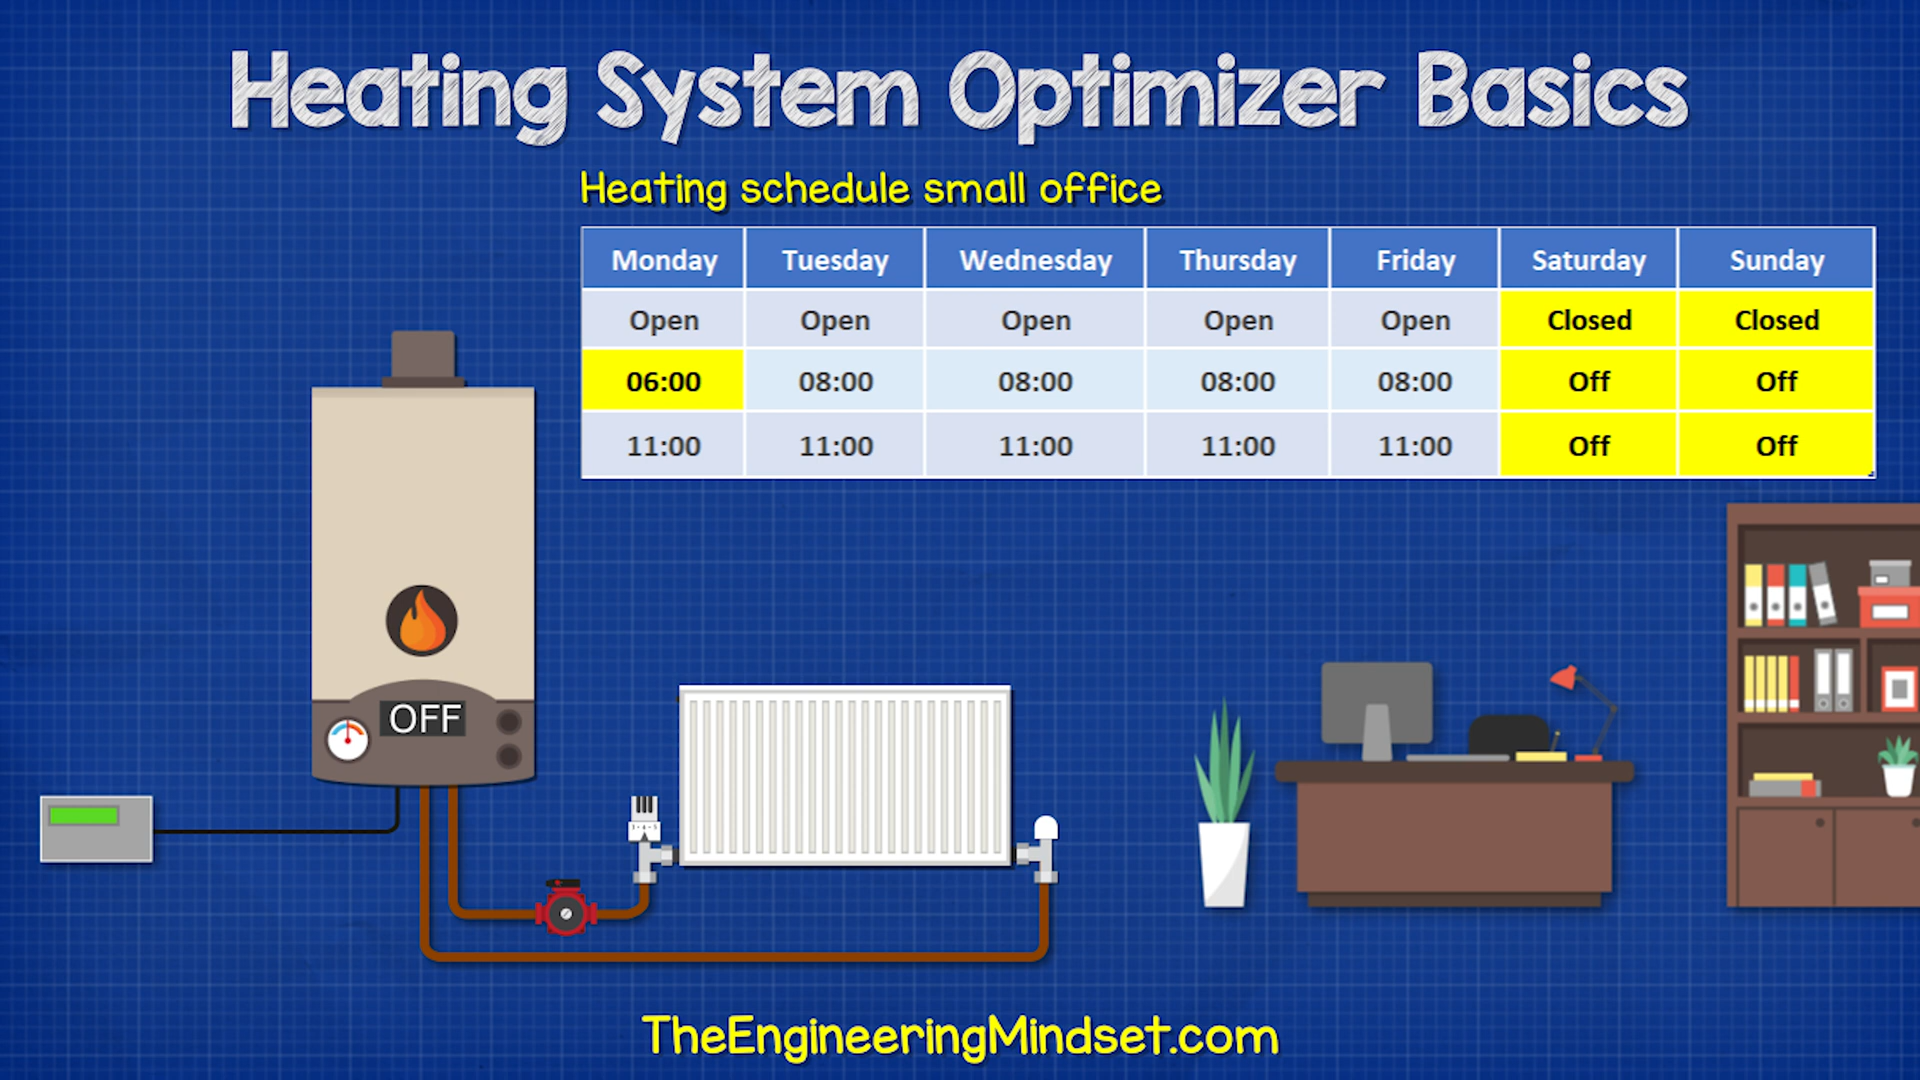 Heating System Optimizer Basics
Heating schedule small office
Monday Tuesday Wednesday Thursday Friday Saturday Sunday
Open Open Open Open Open Closed Closed
06:00 08:00 08:00 08:00 08:00 Off Off
11:00 11:00 11:00 11:00 11:00 Off Off
OFF
TheEngineeringMindset.com